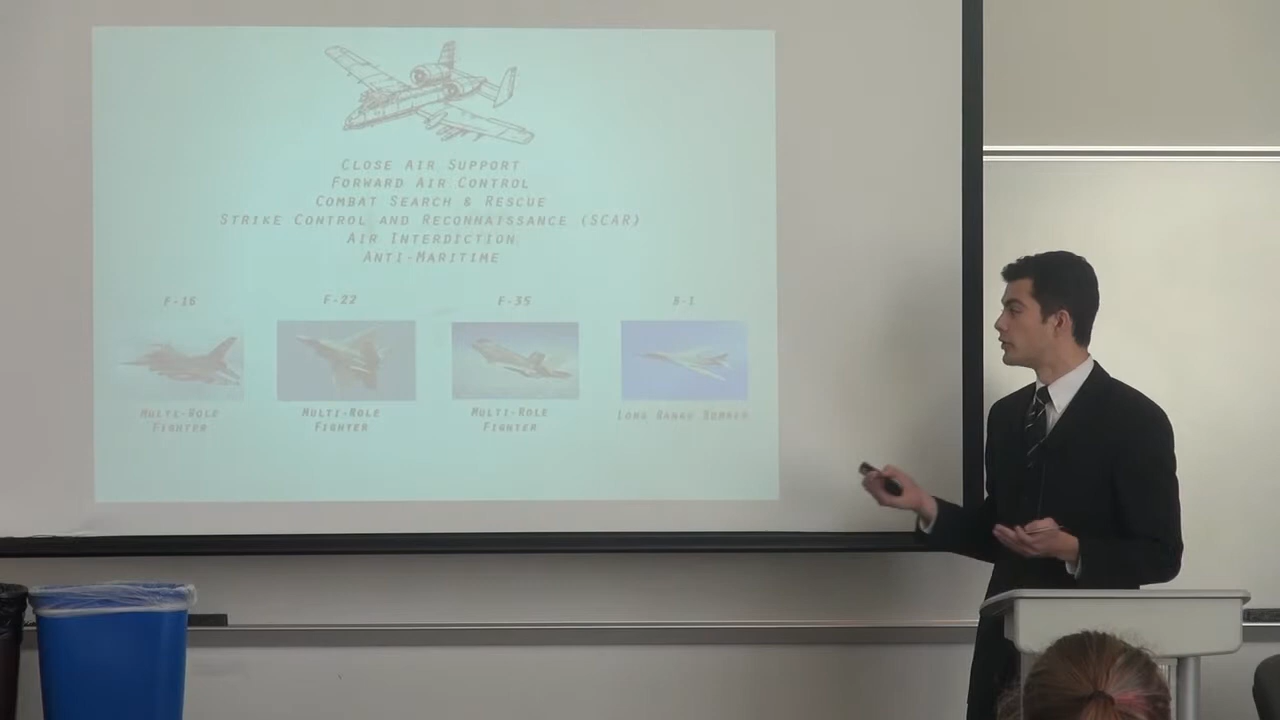 CLOSE AIR SUPPORT
FORWARD AIR CONTROL
COMBAT SEARCH & RESCUE
STRIKE CONTROL AND RECONNAISSANCE (SCAR)
AIR INTERDICTION
ANTI-MARITIME
F-16 F-22 F-35 B-1
MULTI-ROLE MULTI-ROLE MULTI-ROLE LONG RANGE BOMBER
FIGHTER FIGHTER FIGHTER